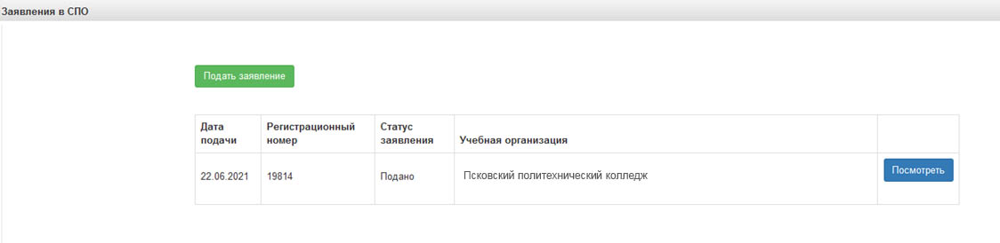 Заявления в СПО
Подать заявление
Дата подачи Регистрационный номер Статус заявления Учебная организация
22.06.2021 19814 Подано Псковский политехнический колледж Посмотреть